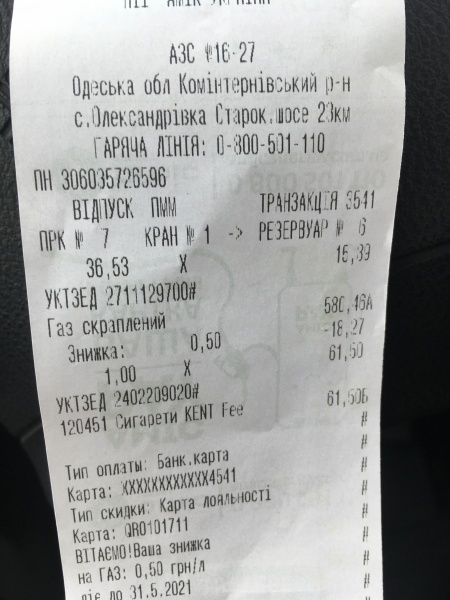 ПІІ "АМІК УКРАЇНА"
АЗС №16-27
Одеська обл Комінтернівський р-н
с.Олександрівка Старок.шосе 23км
ГАРЯЧА ЛІНІЯ: 0-800-501-110
ПН 306035726596
ВІДПУСК ПММ ТРАНЗАКЦІЯ 3541
ПРК № 7 КРАН № 1 -> РЕЗЕРВУАР № 6
36,53 X 15,89
УКТЗЕД 2711129700#
Газ скраплений 580,46А
Знижка: 0,50 -18,27
1,00 X 61,50
УКТЗЕД 2402209020#
120451 Сигарети KENT Fee 61,50Б
#
Тип оплаты: Банк.карта #
Карта: XXXXXXXXXXXX4541 #
Тип скидки: Карта лояльності #
Карта: QR0101711 #
ВІТАЄМО!Ваша знижка #
на ГАЗ: 0,50 грн/л #
діє до 31.5.2021 #